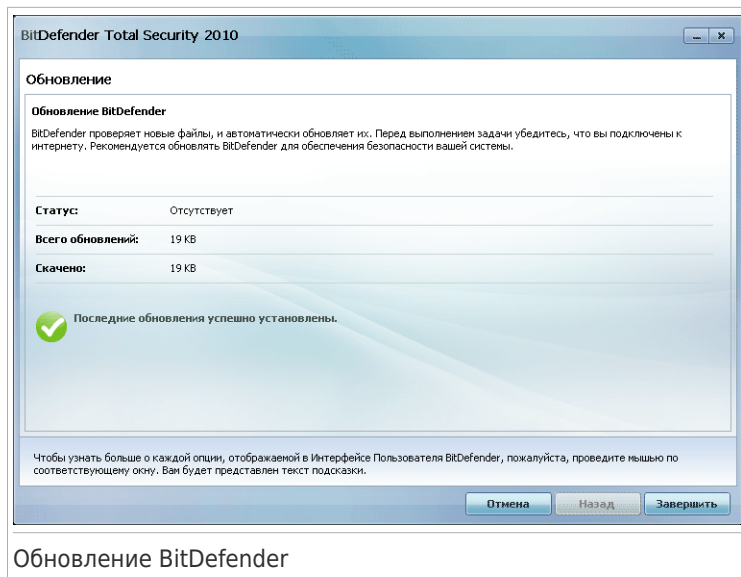 BitDefender Total Security 2010
Обновление
Обновление BitDefender
BitDefender проверяет новые файлы, и автоматически обновляет их. Перед выполнением задачи убедитесь, что вы подключены к
интернету. Рекомендуется обновлять BitDefender для обеспечения безопасности вашей системы.
Статус: Отсутствует
Всего обновлений: 19 KB
Скачено: 19 KB
Последние обновления успешно установлены.
Чтобы узнать больше о каждой опции, отображаемой в Интерфейсе Пользователя BitDefender, пожалуйста, проведите мышью по
соответствующему окну. Вам будет представлен текст подсказки.
Отмена Назад Завершить
Обновление BitDefender